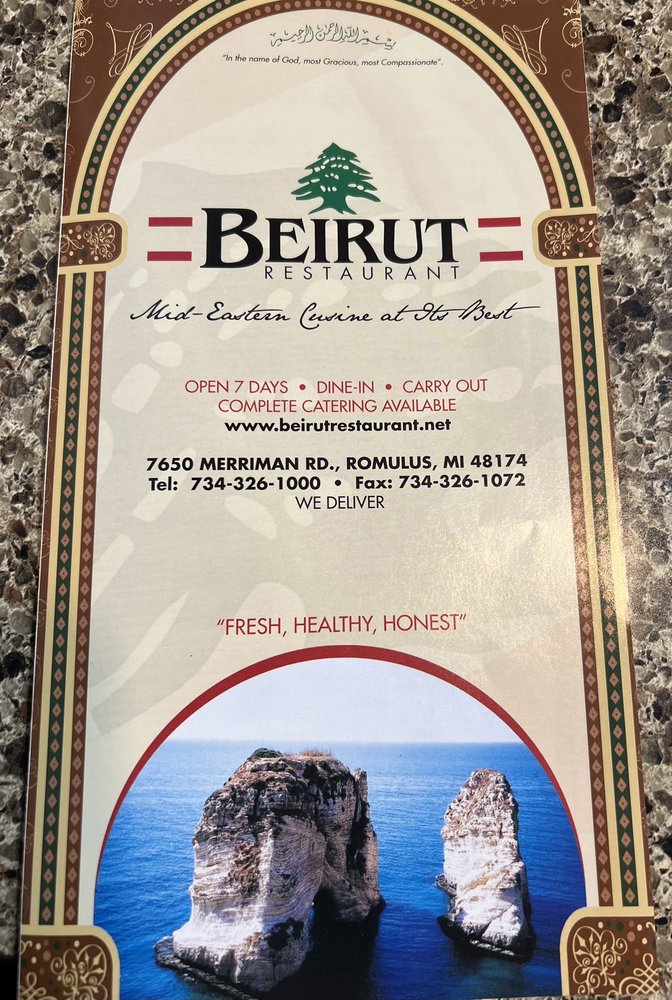 بسم الله الرحمن الرحيم
"In the name of God, most Gracious, most Compassionate".
BEIRUT
RESTAURANT
Mid-Eastern Cusine at Its Best
OPEN 7 DAYS • DINE-IN • CARRY OUT
COMPLETE CATERING AVAILABLE
www.beirutrestaurant.net
7650 MERRIMAN RD., ROMULUS, MI 48174
Tel: 734-326-1000 • Fax: 734-326-1072
WE DELIVER
"FRESH, HEALTHY, HONEST"